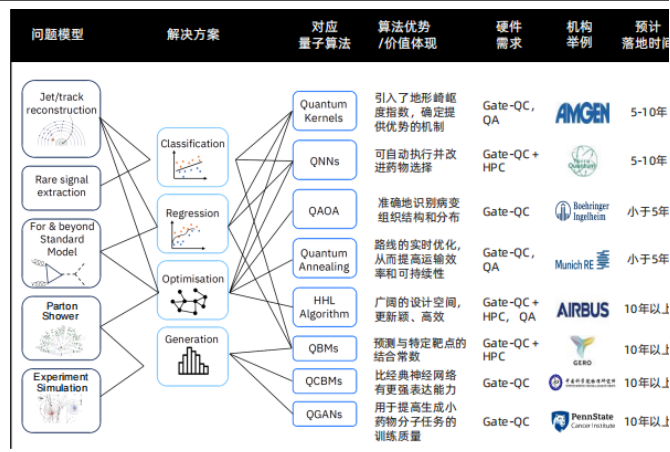 问题模型
解决方案
对应
量子算法
算法优势
/价值体现
硬件
需求
机构
举例
预计
落地时间
Jet/track
reconstruction
Rare signal
extraction
For & beyond
Standard
Model
Parton
Shower
Experiment
Simulation
Classification
Regression
Optimisation
Generation
Quantum
Kernels
引入了地形崎岖
度指数，确定提
供优势的机制
Gate-QC，
QA
AMGEN
5-10年
QNNs
可自动执行并改
进药物选择
Gate-QC +
HPC
5-10年
QAOA
准确地识别病变
组织结构和分布
Gate-QC
Boehringer
Ingelheim
小于5年
Quantum
Annealing
路线的实时优化，
从而提高运输效
率和可持续性
Gate-QC，
QA
Munich RE
小于5年
HHL
Algorithm
广阔的设计空间，
更新颖、高效
Gate-QC +
HPC， QA
AIRBUS
10年以上
QBMs
预测与特定靶点的
结合常数
Gate-QC +
HPC
GERO
10年以上
QCBMs
比经典神经网络
有更强表达能力
Gate-QC
10年以上
QGANs
用于提高生成小
药物分子任务的
训练质量
Gate-QC
PennState
Cancer Institute
10年以上